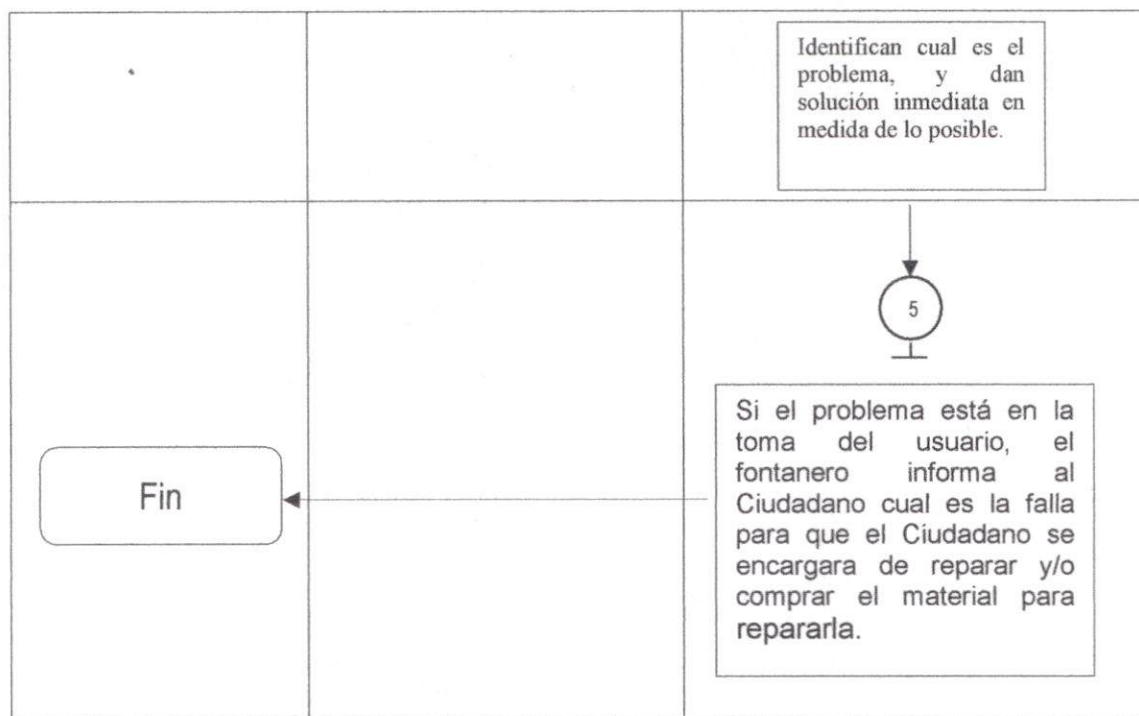 Identifican cual es el
problema, y dan
solución inmediata en
medida de lo posible.
5
Si el problema está en la
toma del usuario, el
fontanero informa al
Ciudadano cual es la falla
para que el Ciudadano se
encargara de reparar y/o
comprar el material para
repararla.
Fin